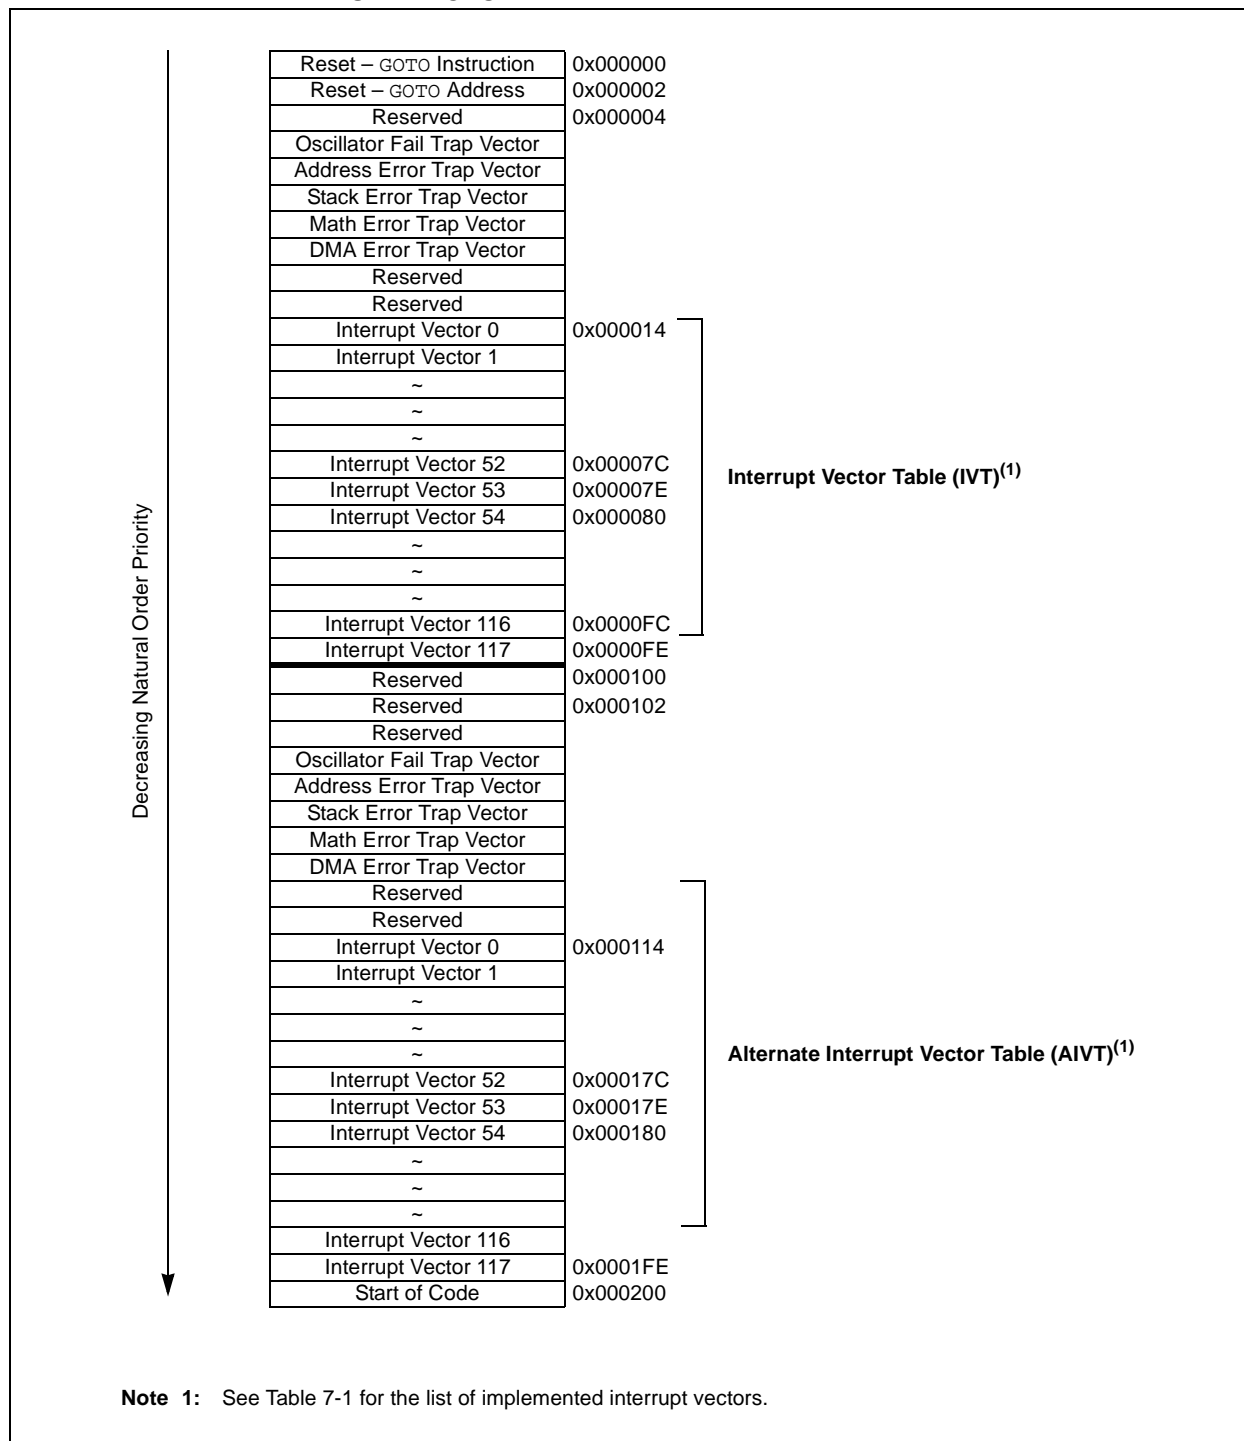 Reset – GOTO Instruction 0x000000
Reset – GOTO Address 0x000002
Reserved 0x000004
Oscillator Fail Trap Vector
Address Error Trap Vector
Stack Error Trap Vector
Math Error Trap Vector
DMA Error Trap Vector
Reserved
Reserved
Interrupt Vector 0 0x000014
Interrupt Vector 1
~
~
~
Interrupt Vector 52 0x00007C
Interrupt Vector Table (IVT)(1)
Interrupt Vector 53 0x00007E
Interrupt Vector 54 0x000080
~
~
~
Interrupt Vector 116 0x0000FC
Interrupt Vector 117 0x0000FE
Decreasing Natural Order Priority
Reserved 0x000100
Reserved 0x000102
Reserved
Oscillator Fail Trap Vector
Address Error Trap Vector
Stack Error Trap Vector
Math Error Trap Vector
DMA Error Trap Vector
Reserved
Reserved
Interrupt Vector 0 0x000114
Interrupt Vector 1
~
~
~
Alternate Interrupt Vector Table (AIVT)(1)
Interrupt Vector 52 0x00017C
Interrupt Vector 53 0x00017E
Interrupt Vector 54 0x000180
~
~
~
Interrupt Vector 116
Interrupt Vector 117 0x0001FE
Start of Code 0x000200
Note 1: See Table 7-1 for the list of implemented interrupt vectors.